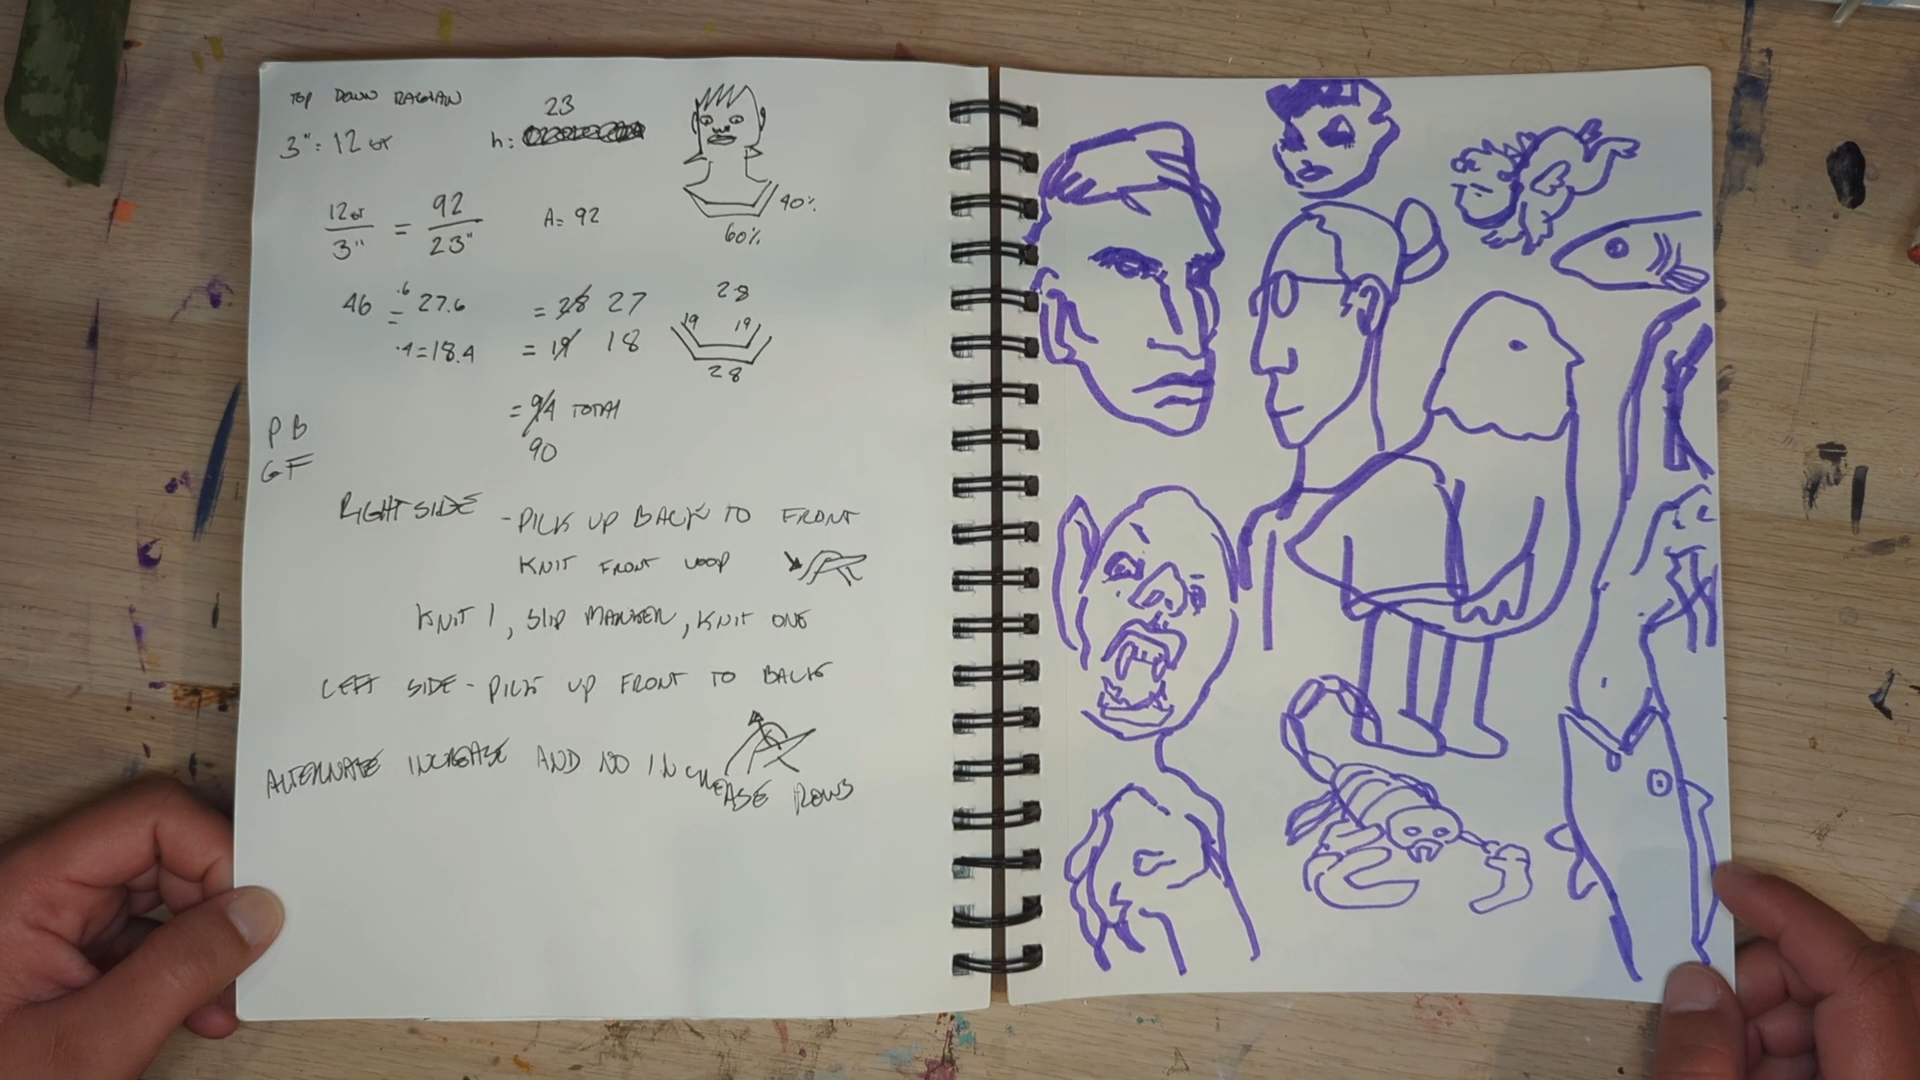 TOP DOWN RAGLAN
3" = 12 ST
23
h:
12 ST / 3" = 92 / 23"
A = 92
40%
60%
46 = .6 27.6 = 28 27
.4 = 18.4 = 19 18
28
19 19
28
= 94 TOTAL
90
P B
G F
RIGHT SIDE - PICK UP BACK TO FRONT
KNIT FRONT LOOP
KNIT 1, SLIP MARKER, KNIT ONE
LEFT SIDE - PICK UP FRONT TO BACK
ALTERNATE INCREASE AND NO INCREASE ROWS